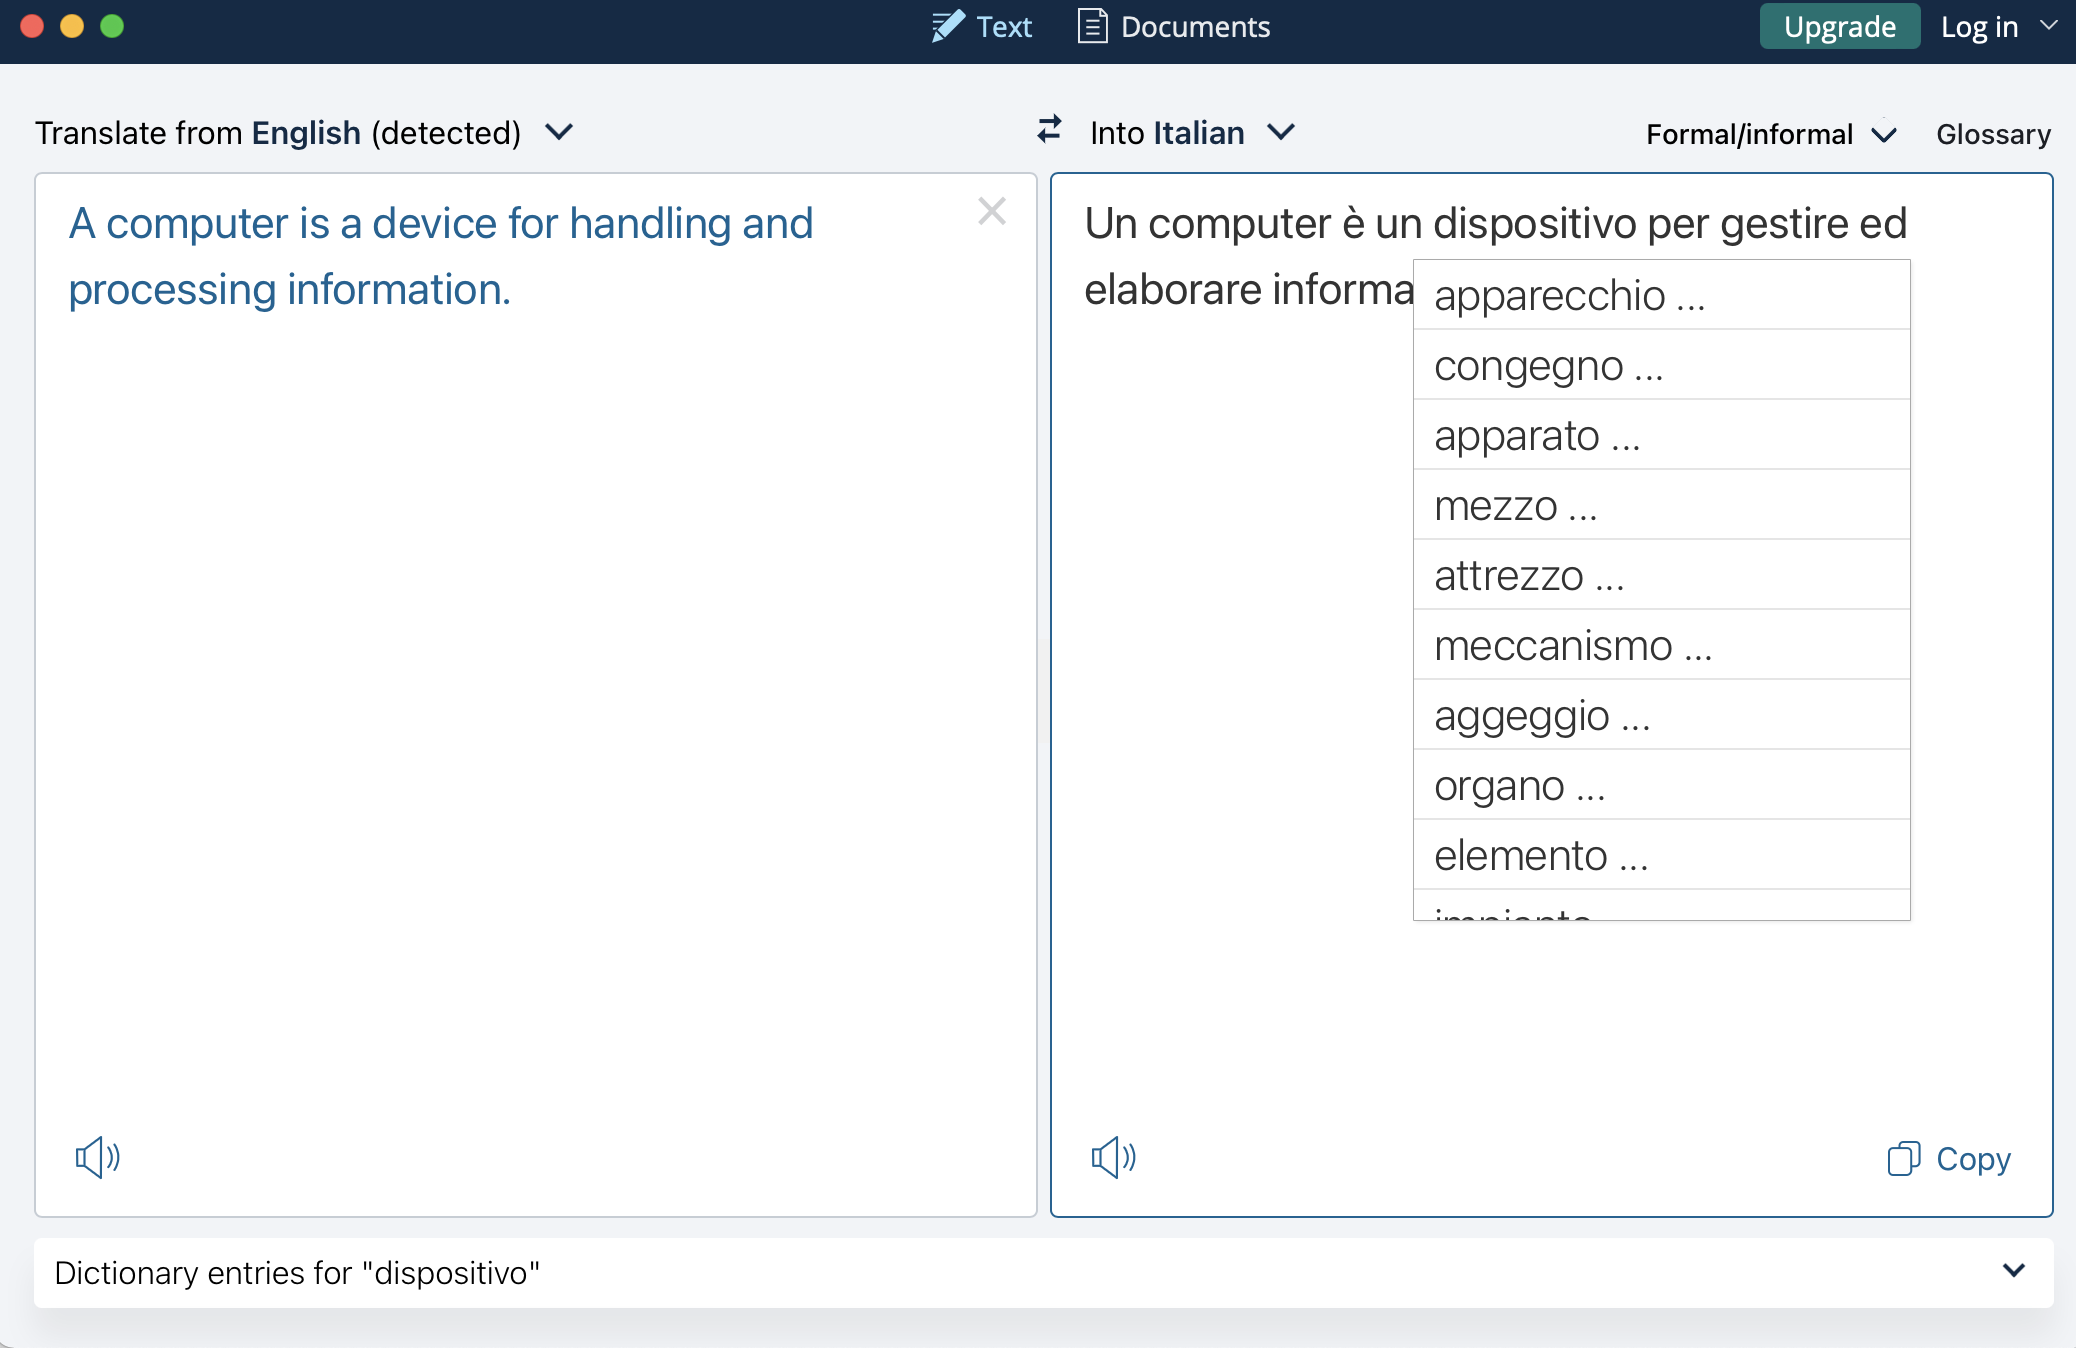 Text
Documents
Upgrade
Log in
Translate from English (detected)
Into Italian
Formal/informal
Glossary
A computer is a device for handling and
processing information.
Un computer è un dispositivo per gestire ed
elaborare informa
apparecchio ...
congegno ...
apparato ...
mezzo ...
attrezzo ...
meccanismo ...
aggeggio ...
organo ...
elemento ...
Copy
Dictionary entries for "dispositivo"